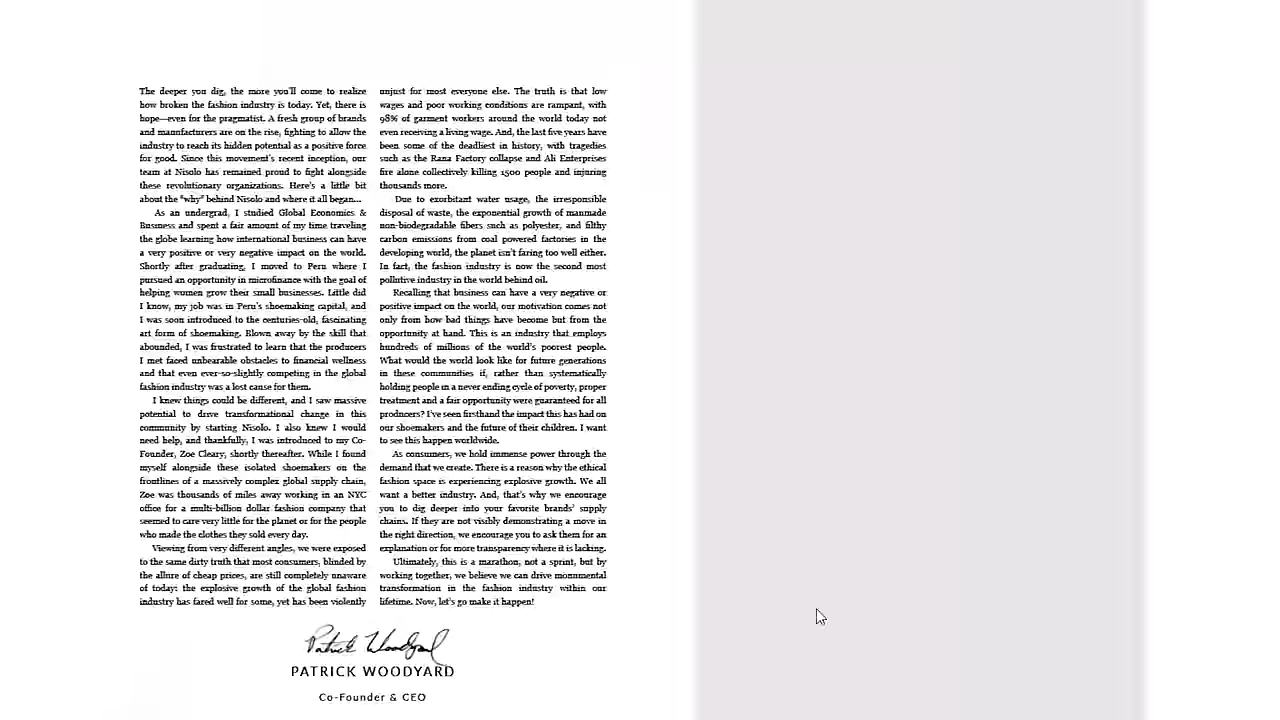 The deeper you dig, the more you'll come to realize
how broken the fashion industry is today. Yet, there is
hope—even for the pragmatist. A fresh group of brands
and manufacturers are on the rise, fighting to allow the
industry to reach its hidden potential as a positive force
for good. Since this movement's recent inception, our
team at Nisolo has remained proud to fight alongside
these revolutionary organizations. Here's a little bit
about the "why" behind Nisolo and where it all began...
As an undergrad, I studied Global Economics &
Business and spent a fair amount of my time traveling
the globe learning how international business can have
a very positive or very negative impact on the world.
Shortly after graduating, I moved to Peru where I
pursued an opportunity in microfinance with the goal of
helping women grow their small businesses. Little did
I know, my job was in Peru's shoemaking capital, and
I was soon introduced to the centuries-old, fascinating
art form of shoemaking. Blown away by the skill that
abounded, I was frustrated to learn that the producers
I met faced unbearable obstacles to financial wellness
and that even ever-so-slightly competing in the global
fashion industry was a lost cause for them.
I knew things could be different, and I saw massive
potential to drive transformational change in this
community by starting Nisolo. I also knew I would
need help, and thankfully, I was introduced to my Co-
Founder, Zoe Cleary, shortly thereafter. While I found
myself alongside these isolated shoemakers on the
frontlines of a massively complex global supply chain,
Zoe was thousands of miles away working in an NYC
office for a multi-billion dollar fashion company that
seemed to care very little for the planet or for the people
who made the clothes they sold every day.
Viewing from very different angles, we were exposed
to the same dirty truth that most consumers, blinded by
the allure of cheap prices, are still completely unaware
of today: the explosive growth of the global fashion
industry has fared well for some, yet has been violently
unjust for most everyone else. The truth is that low
wages and poor working conditions are rampant, with
98% of garment workers around the world today not
even receiving a living wage. And, the last five years have
been some of the deadliest in history, with tragedies
such as the Rana Factory collapse and Ali Enterprises
fire alone collectively killing 1500 people and injuring
thousands more.
Due to exorbitant water usage, the irresponsible
disposal of waste, the exponential growth of manmade
non-biodegradable fibers such as polyester, and filthy
carbon emissions from coal powered factories in the
developing world, the planet isn't faring too well either.
In fact, the fashion industry is now the second most
pollutive industry in the world behind oil.
Recalling that business can have a very negative or
positive impact on the world, our motivation comes not
only from how bad things have become but from the
opportunity at hand. This is an industry that employs
hundreds of millions of the world's poorest people.
What would the world look like for future generations
in these communities if, rather than systematically
holding people in a never ending cycle of poverty, proper
treatment and a fair opportunity were guaranteed for all
producers? I've seen firsthand the impact this has had on
our shoemakers and the future of their children. I want
to see this happen worldwide.
As consumers, we hold immense power through the
demand that we create. There is a reason why the ethical
fashion space is experiencing explosive growth. We all
want a better industry. And, that's why we encourage
you to dig deeper into your favorite brands' supply
chains. If they are not visibly demonstrating a move in
the right direction, we encourage you to ask them for an
explanation or for more transparency where it is lacking.
Ultimately, this is a marathon, not a sprint, but by
working together, we believe we can drive monumental
transformation in the fashion industry within our
lifetime. Now, let's go make it happen!
Patrick Woodyard
PATRICK WOODYARD
Co-Founder & CEO